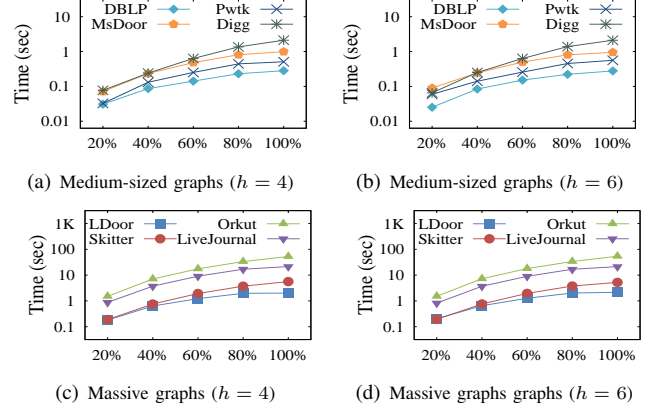 DBLP Pwtk
MsDoor Digg
Time (sec)
10
1
0.1
0.01
20% 40% 60% 80% 100%
(a) Medium-sized graphs (h = 4)
DBLP Pwtk
MsDoor Digg
Time (sec)
10
1
0.1
0.01
20% 40% 60% 80% 100%
(b) Medium-sized graphs (h = 6)
LDoor Orkut
Skitter LiveJournal
Time (sec)
1K
100
10
1
0.1
20% 40% 60% 80% 100%
(c) Massive graphs (h = 4)
LDoor Orkut
Skitter LiveJournal
Time (sec)
1K
100
10
1
0.1
20% 40% 60% 80% 100%
(d) Massive graphs graphs (h = 6)